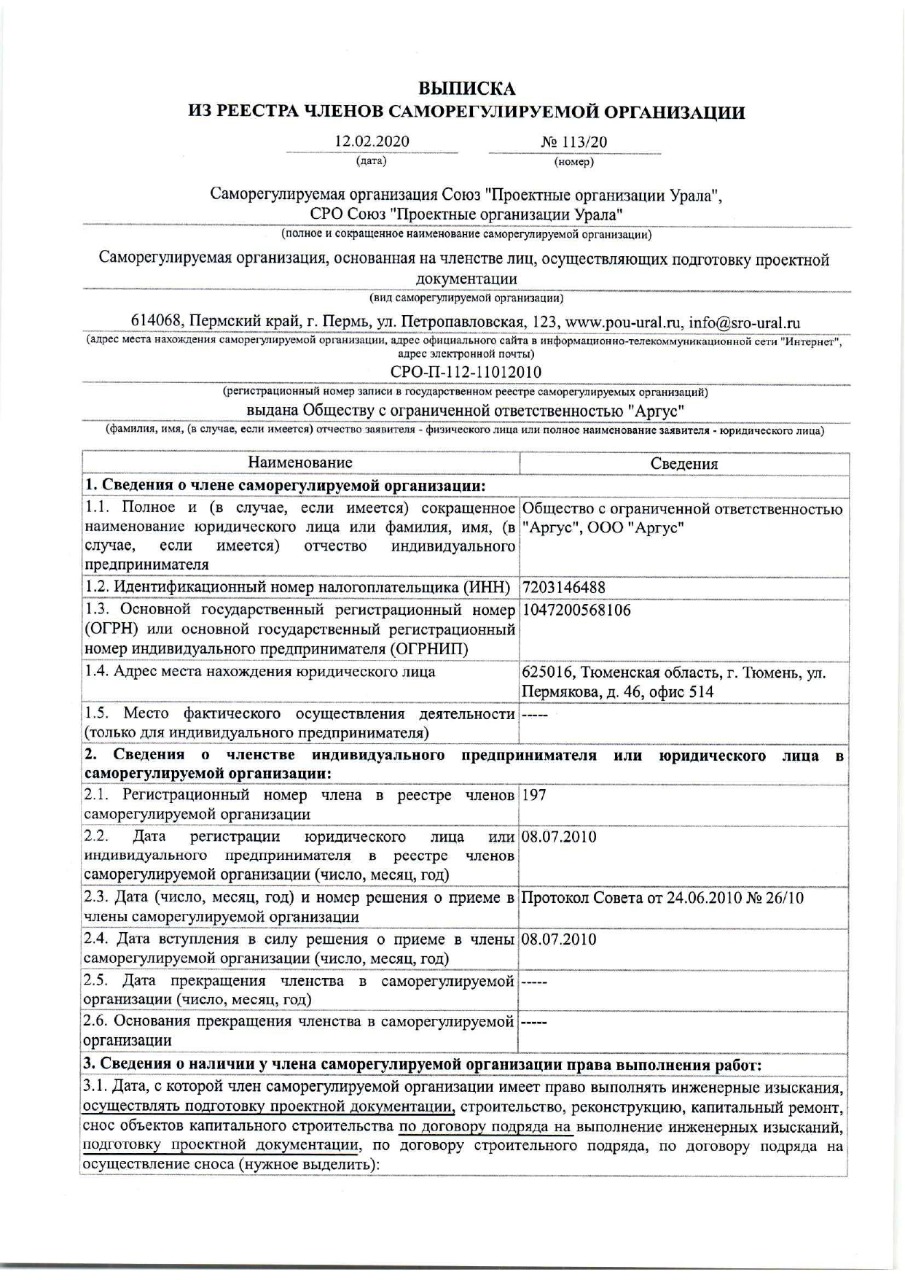 ВЫПИСКА
ИЗ РЕЕСТРА ЧЛЕНОВ САМОРЕГУЛИРУЕМОЙ ОРГАНИЗАЦИИ
12.02.2020 № 113/20
(дата) (номер)
Саморегулируемая организация Союз "Проектные организации Урала",
СРО Союз "Проектные организации Урала"
(полное и сокращенное наименование саморегулируемой организации)
Саморегулируемая организация, основанная на членстве лиц, осуществляющих подготовку проектной
документации
(вид саморегулируемой организации)
614068, Пермский край, г. Пермь, ул. Петропавловская, 123, www.pou-ural.ru, info@sro-ural.ru
(адрес места нахождения саморегулируемой организации, адрес официального сайта в информационно-телекоммуникационной сети "Интернет",
адрес электронной почты)
СРО-П-112-11012010
(регистрационный номер записи в государственном реестре саморегулируемых организаций)
выдана Обществу с ограниченной ответственностью "Аргус"
(фамилия, имя, (в случае, если имеется) отчество заявителя - физического лица или полное наименование заявителя - юридического лица)
Наименование Сведения
1. Сведения о члене саморегулируемой организации:
1.1. Полное и (в случае, если имеется) сокращенное Общество с ограниченной ответственностью
наименование юридического лица или фамилия, имя, (в "Аргус", ООО "Аргус"
случае, если имеется) отчество индивидуального
предпринимателя
1.2. Идентификационный номер налогоплательщика (ИНН) 7203146488
1.3. Основной государственный регистрационный номер 1047200568106
(ОГРН) или основной государственный регистрационный
номер индивидуального предпринимателя (ОГРНИП)
1.4. Адрес места нахождения юридического лица 625016, Тюменская область, г. Тюмень, ул.
Пермякова, д. 46, офис 514
1.5. Место фактического осуществления деятельности -----
(только для индивидуального предпринимателя)
2. Сведения о членстве индивидуального предпринимателя или юридического лица в
саморегулируемой организации:
2.1. Регистрационный номер члена в реестре членов 197
саморегулируемой организации
2.2. Дата регистрации юридического лица или 08.07.2010
индивидуального предпринимателя в реестре членов
саморегулируемой организации (число, месяц, год)
2.3. Дата (число, месяц, год) и номер решения о приеме в Протокол Совета от 24.06.2010 № 26/10
члены саморегулируемой организации
2.4. Дата вступления в силу решения о приеме в члены 08.07.2010
саморегулируемой организации (число, месяц, год)
2.5. Дата прекращения членства в саморегулируемой -----
организации (число, месяц, год)
2.6. Основания прекращения членства в саморегулируемой -----
организации
3. Сведения о наличии у члена саморегулируемой организации права выполнения работ:
3.1. Дата, с которой член саморегулируемой организации имеет право выполнять инженерные изыскания,
осуществлять подготовку проектной документации, строительство, реконструкцию, капитальный ремонт,
снос объектов капитального строительства по договору подряда на выполнение инженерных изысканий,
подготовку проектной документации, по договору строительного подряда, по договору подряда на
осуществление сноса (нужное выделить):